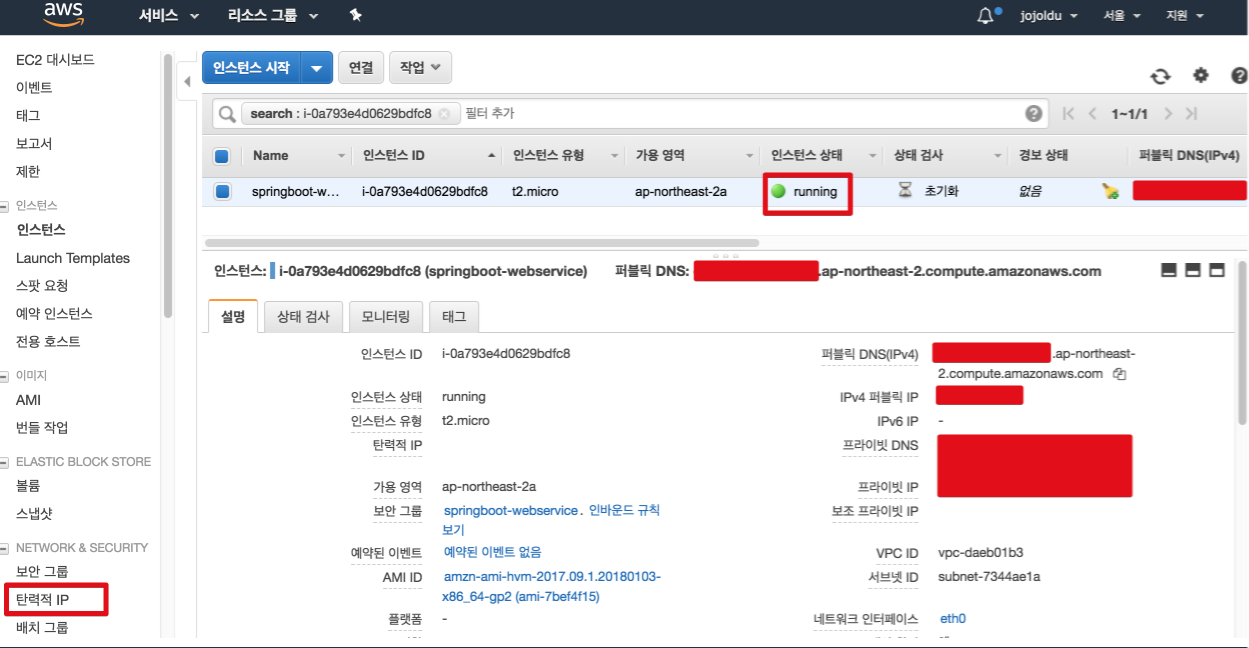 aws 서비스 리소스 그룹 jojoldu 서울 지원
EC2 대시보드
이벤트
태그
보고서
제한
인스턴스
인스턴스
Launch Templates
스팟 요청
예약 인스턴스
전용 호스트
이미지
AMI
번들 작업
ELASTIC BLOCK STORE
볼륨
스냅샷
NETWORK & SECURITY
보안 그룹
탄력적 IP
배치 그룹
인스턴스 시작 연결 작업
search : i-0a793e4d0629bdfc8 필터 추가 1~1/1
Name 인스턴스 ID 인스턴스 유형 가용 영역 인스턴스 상태 상태 검사 경보 상태 퍼블릭 DNS(IPv4)
springboot-w... i-0a793e4d0629bdfc8 t2.micro ap-northeast-2a running 초기화 없음
인스턴스: i-0a793e4d0629bdfc8 (springboot-webservice) 퍼블릭 DNS: .ap-northeast-2.compute.amazonaws.com
설명 상태 검사 모니터링 태그
인스턴스 ID i-0a793e4d0629bdfc8 퍼블릭 DNS(IPv4) .ap-northeast-
2.compute.amazonaws.com
인스턴스 상태 running IPv4 퍼블릭 IP
인스턴스 유형 t2.micro IPv6 IP -
탄력적 IP 프라이빗 DNS
가용 영역 ap-northeast-2a 프라이빗 IP
보안 그룹 springboot-webservice. 인바운드 규칙 보조 프라이빗 IP
보기
예약된 이벤트 예약된 이벤트 없음 VPC ID vpc-daeb01b3
AMI ID amzn-ami-hvm-2017.09.1.20180103- 서브넷 ID subnet-7344ae1a
x86_64-gp2 (ami-7bef4f15)
플랫폼 - 네트워크 인터페이스 eth0